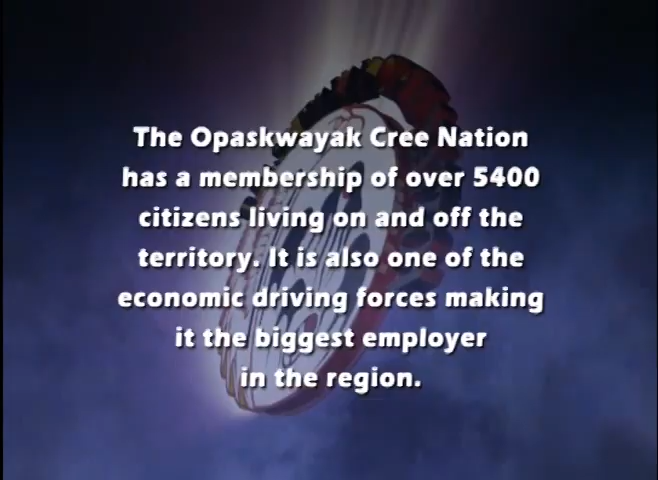 The Opaskwayak Cree Nation
has a membership of over 5400
citizens living on and off the
territory. It is also one of the
economic driving forces making
it the biggest employer
in the region.